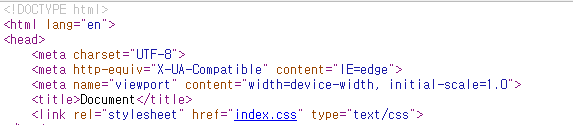 <!DOCTYPE html>
<html lang="en">
<head>
    <meta charset="UTF-8">
    <meta http-equiv="X-UA-Compatible" content="IE=edge">
    <meta name="viewport" content="width=device-width, initial-scale=1.0">
    <title>Document</title>
    <link rel="stylesheet" href="index.css" type="text/css">